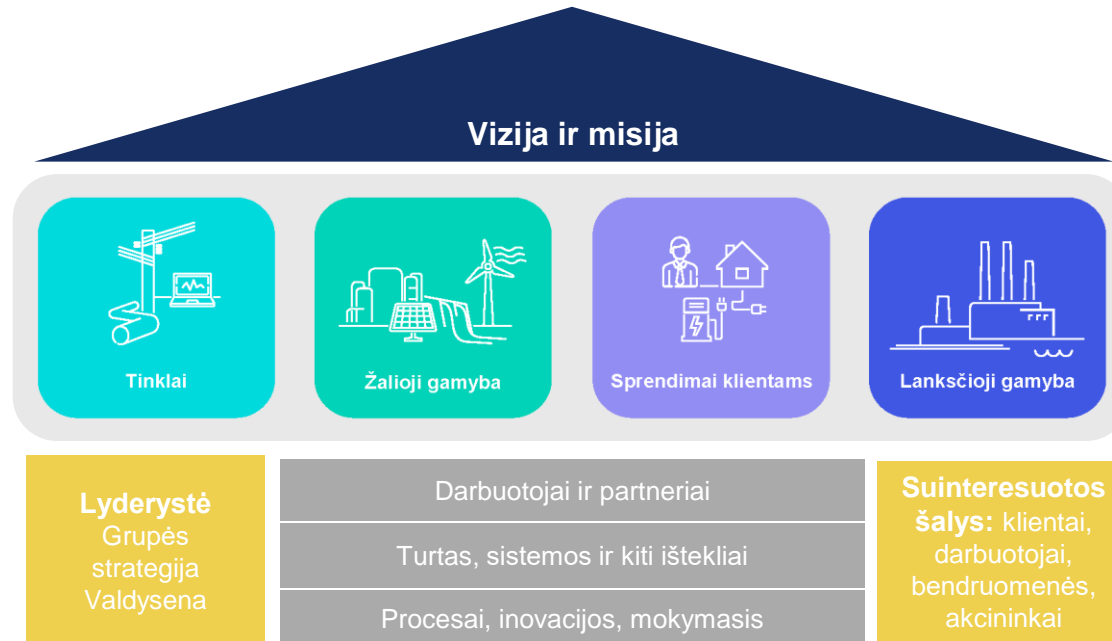 Vizija ir misija
Tinklai
Žalioji gamyba
Sprendimai klientams
Lanksčioji gamyba
Lyderystė
Grupės
strategija
Valdysena
Darbuotojai ir partneriai
Turtas, sistemos ir kiti ištekliai
Procesai, inovacijos, mokymasis
Suinteresuotos
šalys: klientai,
darbuotojai,
bendruomenės,
akcininkai